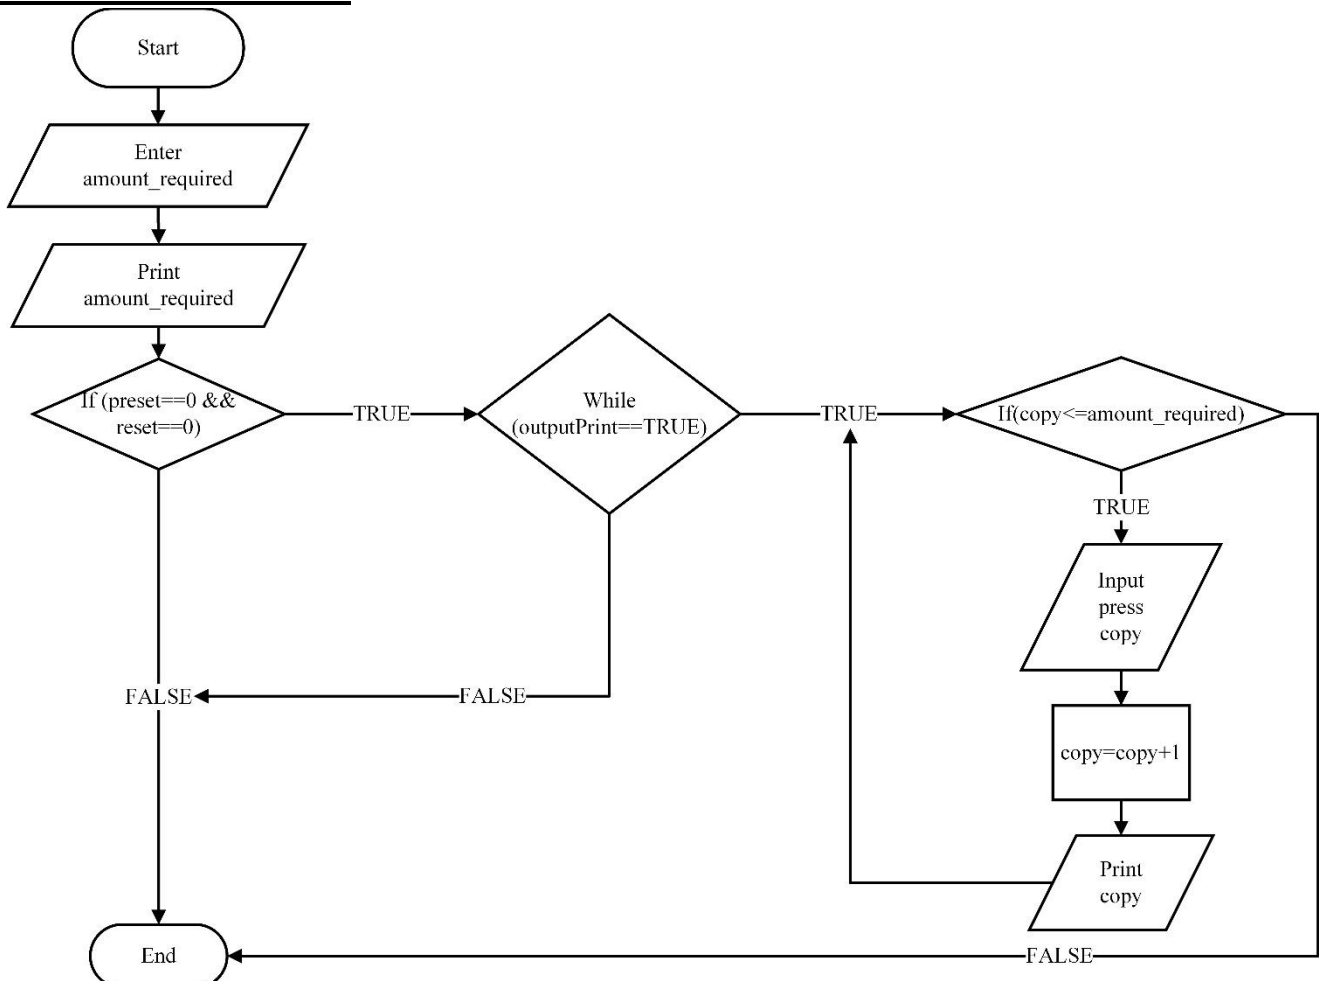 Start
Enter
amount_required
Print
amount_required
If (preset==0 &&
reset==0)
TRUE
While
(outputPrint==TRUE)
TRUE
If(copy<=amount_required)
TRUE
Input
press
copy
copy=copy+1
Print
copy
FALSE
FALSE
End
FALSE